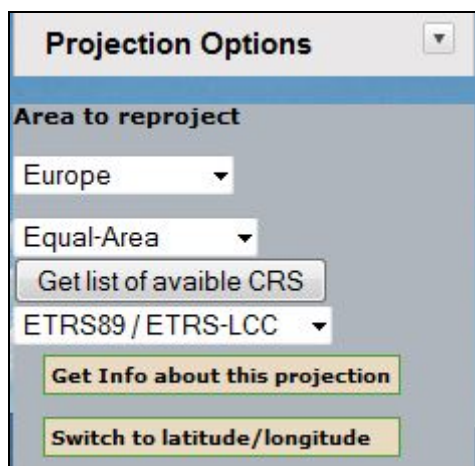 Projection Options
Area to reproject
Europe
Equal-Area
Get list of avaible CRS
ETRS89 / ETRS-LCC
Get Info about this projection
Switch to latitude/longitude